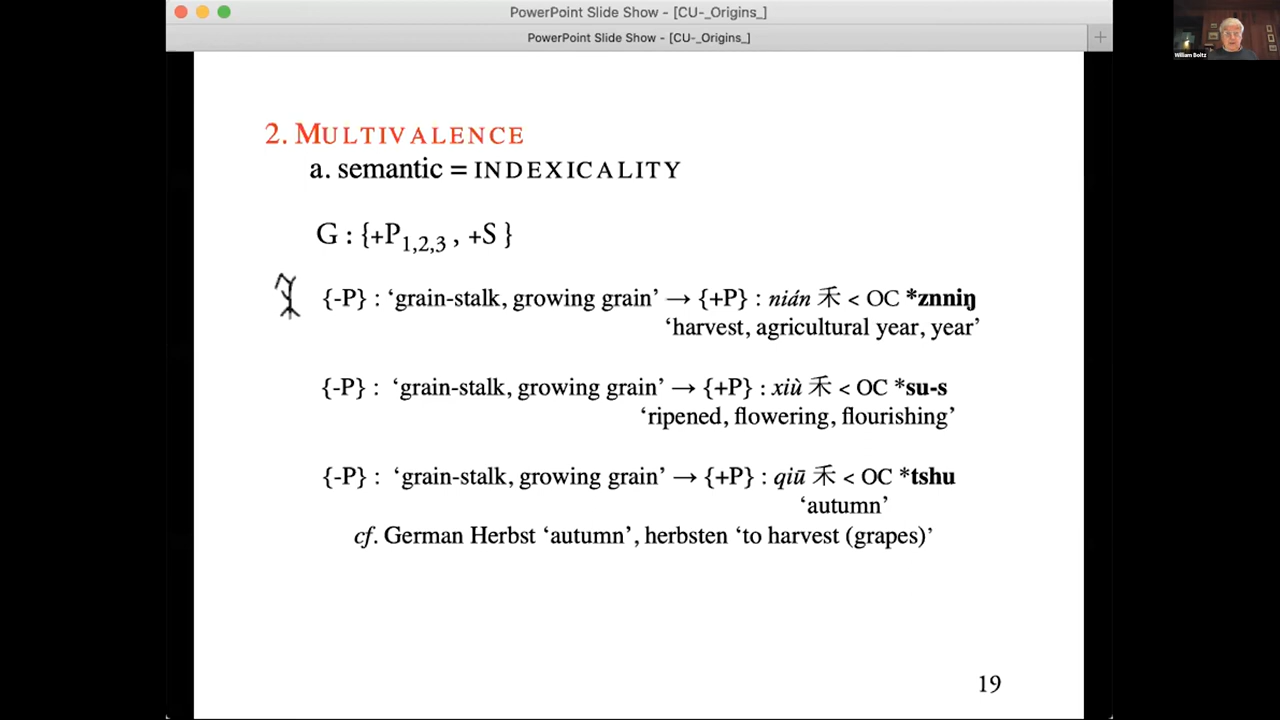 PowerPoint Slide Show - [CU-_Origins_]
PowerPoint Slide Show - [CU-_Origins_]
William Boltz
2. MULTIVALENCE
a. semantic = INDEXICALITY
G : {+P1,2,3 , +S }
{-P} : ‘grain-stalk, growing grain’ → {+P} : nián 禾 < OC *znniŋ
‘harvest, agricultural year, year’
{-P} : ‘grain-stalk, growing grain’ → {+P} : xiù 禾 < OC *su-s
‘ripened, flowering, flourishing’
{-P} : ‘grain-stalk, growing grain’ → {+P} : qiū 禾 < OC *tshu
‘autumn’
cf. German Herbst ‘autumn’, herbsten ‘to harvest (grapes)’
19